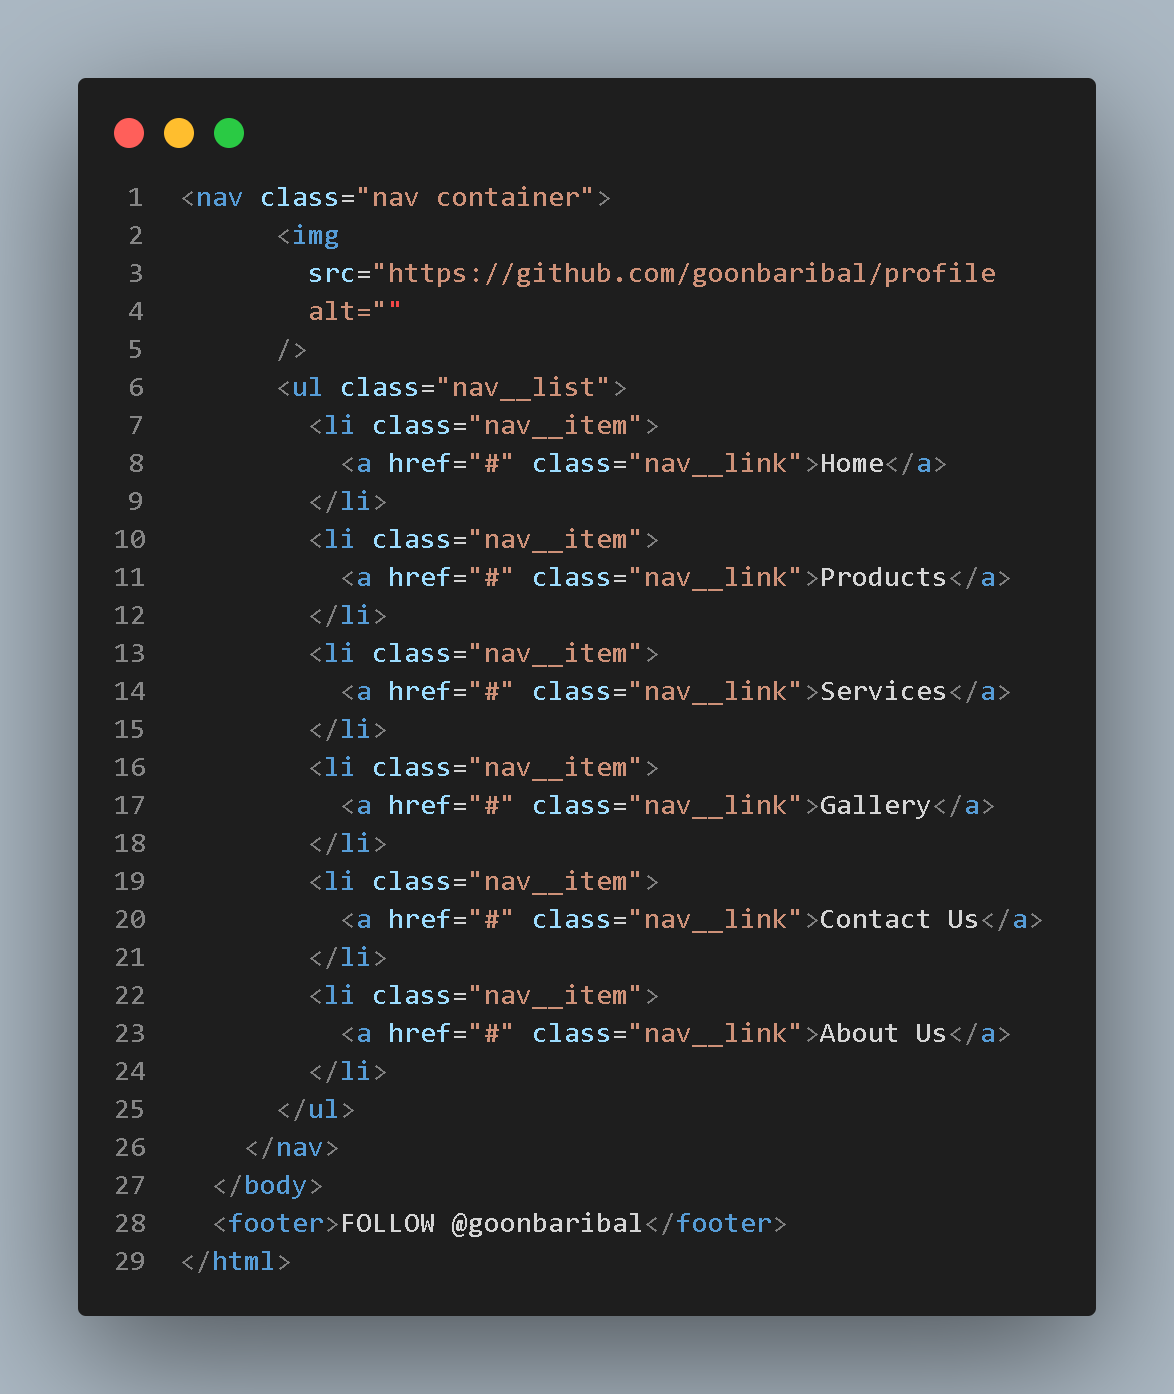 1 <nav class="nav container">
2       <img
3         src="https://github.com/goonbaribal/profile
4         alt=""
5       />
6       <ul class="nav__list">
7         <li class="nav__item">
8           <a href="#" class="nav__link">Home</a>
9         </li>
10         <li class="nav__item">
11           <a href="#" class="nav__link">Products</a>
12         </li>
13         <li class="nav__item">
14           <a href="#" class="nav__link">Services</a>
15         </li>
16         <li class="nav__item">
17           <a href="#" class="nav__link">Gallery</a>
18         </li>
19         <li class="nav__item">
20           <a href="#" class="nav__link">Contact Us</a>
21         </li>
22         <li class="nav__item">
23           <a href="#" class="nav__link">About Us</a>
24         </li>
25       </ul>
26     </nav>
27   </body>
28   <footer>FOLLOW @goonbaribal</footer>
29 </html>